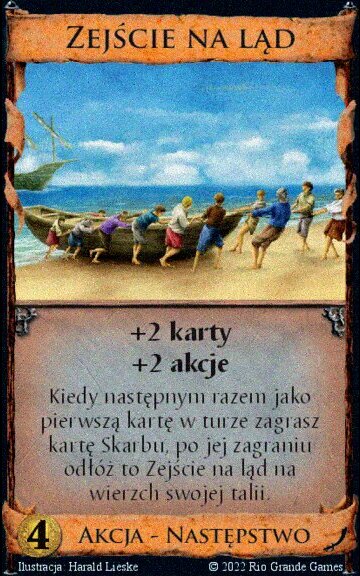 Zejście na ląd
+2 karty
+2 akcje
Kiedy następnym razem jako
pierwszą kartę w turze zagrasz
kartę Skarbu, po jej zagraniu
odłóż to Zejście na ląd na
wierzch swojej talii.
4 Akcja - Następstwo
Ilustracja: Harald Lieske © 2022 Rio Grande Games